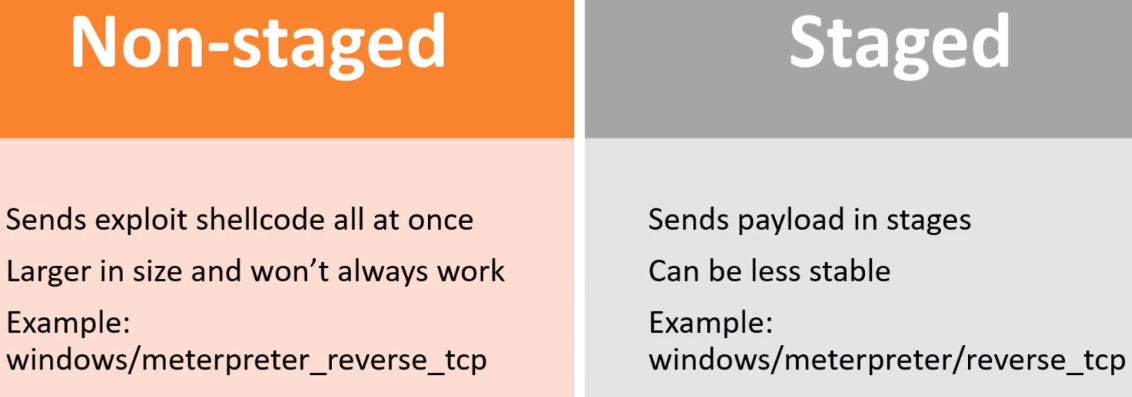 Non-staged
Sends exploit shellcode all at once
Larger in size and won't always work
Example:
windows/meterpreter_reverse_tcp
Staged
Sends payload in stages
Can be less stable
Example:
windows/meterpreter/reverse_tcp